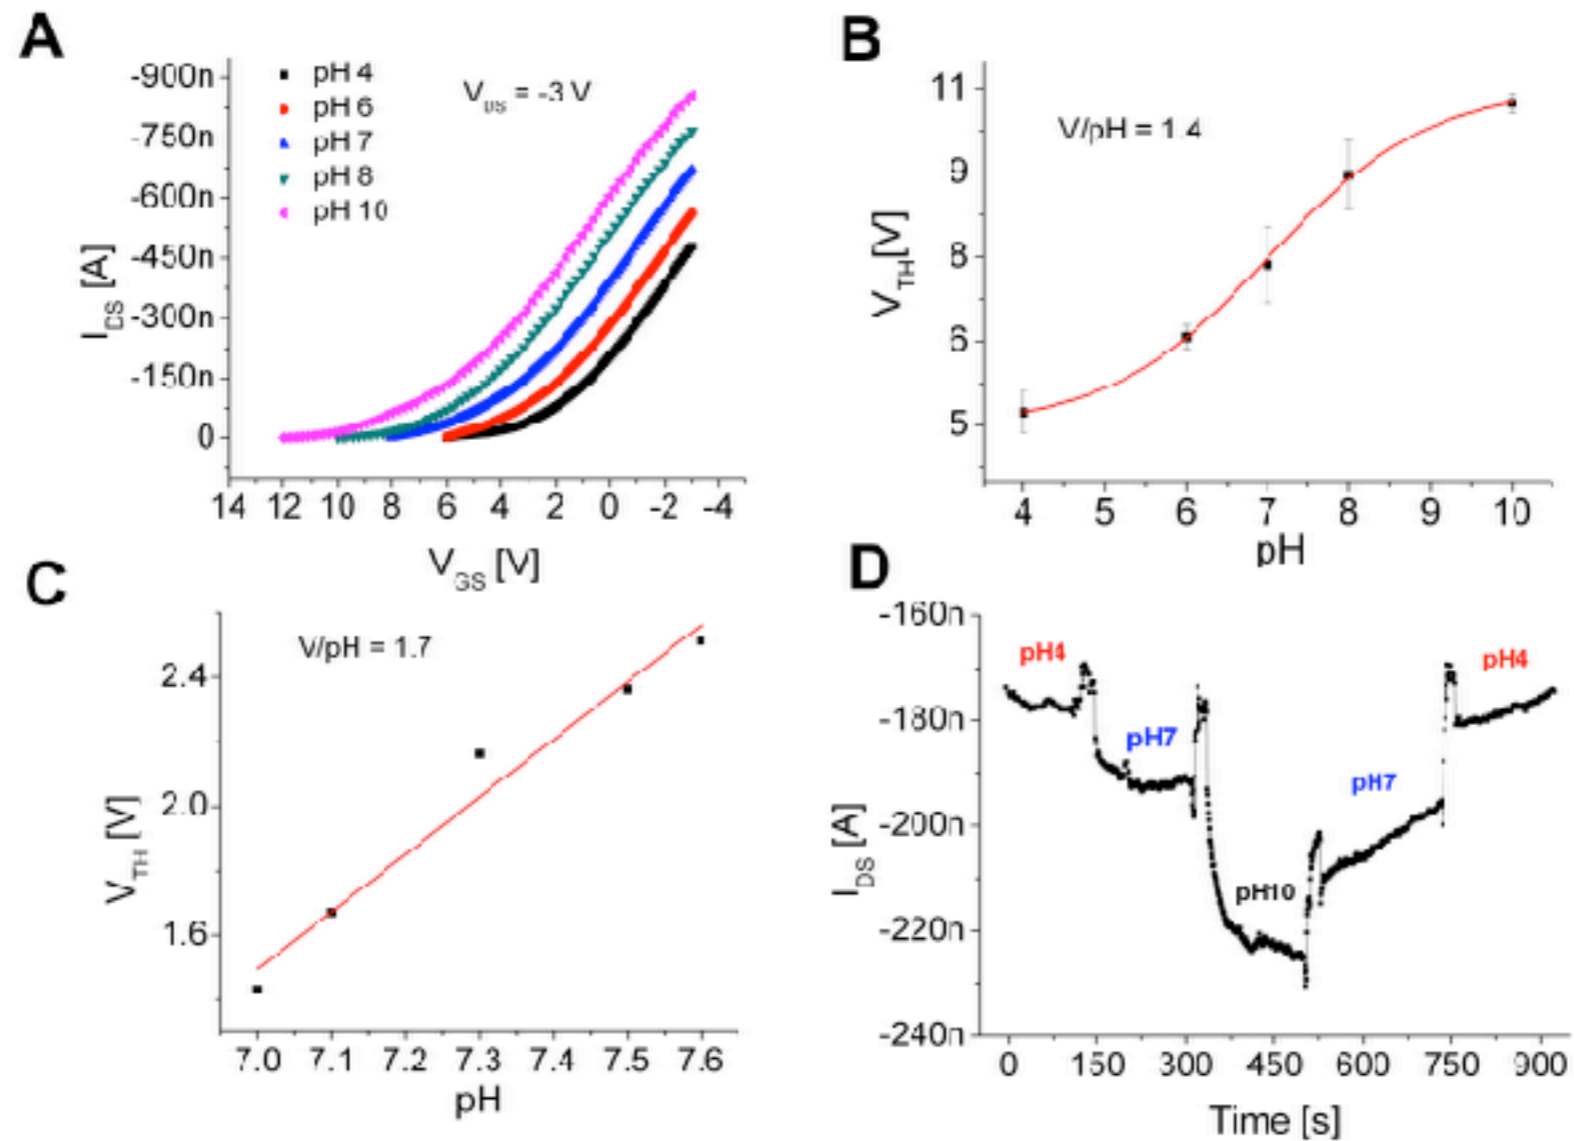 A
-900n
-750n
-600n
-450n
-300n
-150n
0
I_DS [A]
pH 4
pH 6
pH 7
pH 8
pH 10
V_DS = -3 V
14 12 10 8 6 4 2 0 -2 -4
V_GS [V]
B
11
9
8
6
5
V_TH [V]
V/pH = 1.4
4 5 6 7 8 9 10
pH
C
2.4
2.0
1.6
V_TH [V]
V/pH = 1.7
7.0 7.1 7.2 7.3 7.4 7.5 7.6
pH
D
-160n
-180n
-200n
-220n
-240n
I_DS [A]
pH4
pH7
pH10
pH7
pH4
0 150 300 450 600 750 900
Time [s]